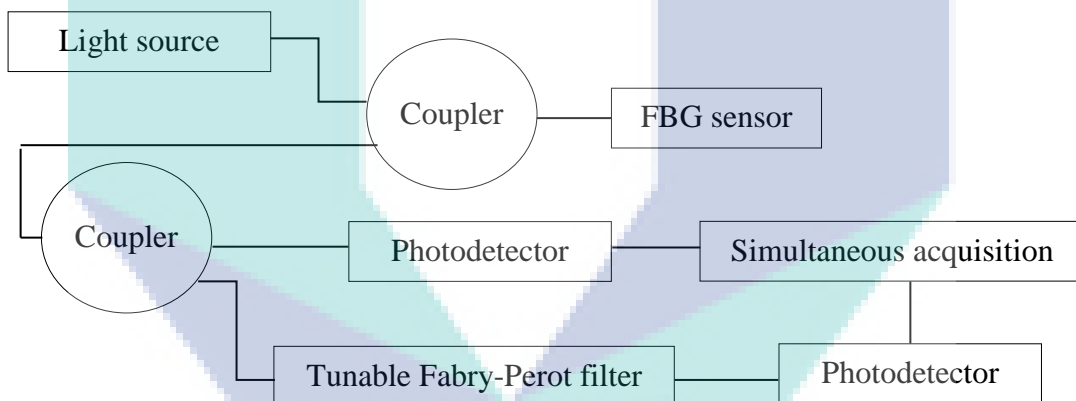 Light source
Coupler
FBG sensor
Coupler
Photodetector
Simultaneous acquisition
Tunable Fabry-Perot filter
Photodetector